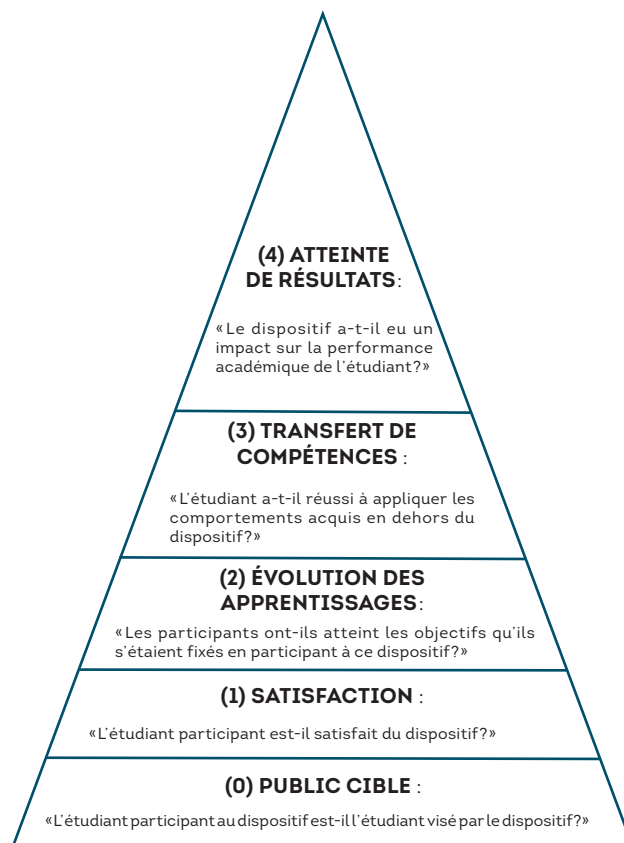 (4) ATTEINTE
DE RÉSULTATS:
«Le dispositif a-t-il eu un
impact sur la performance
académique de l'étudiant?»
(3) TRANSFERT DE
COMPÉTENCES :
«L'étudiant a-t-il réussi à appliquer les
comportements acquis en dehors du
dispositif?»
(2) ÉVOLUTION DES
APPRENTISSAGES:
«Les participants ont-ils atteint les objectifs qu'ils
s'étaient fixés en participant à ce dispositif?»
(1) SATISFACTION :
«L'étudiant participant est-il satisfait du dispositif?»
(0) PUBLIC CIBLE :
«L'étudiant participant au dispositif est-il l'étudiant visé par le dispositif?»